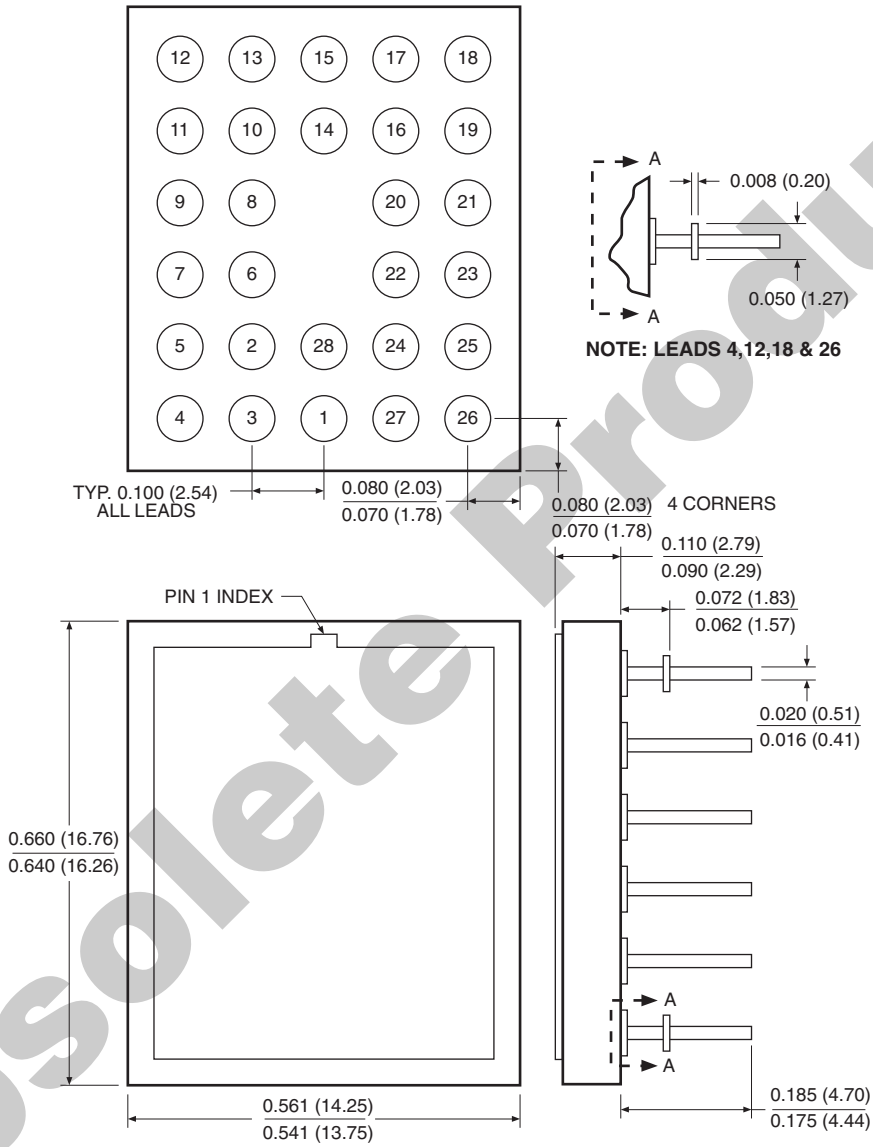 12 13 15 17 18
11 10 14 16 19
9 8 20 21
7 6 22 23
5 2 28 24 25
4 3 1 27 26
TYP. 0.100 (2.54)
ALL LEADS
0.080 (2.03)
0.070 (1.78)
0.080 (2.03)
0.070 (1.78)
4 CORNERS
A
0.008 (0.20)
0.050 (1.27)
A
NOTE: LEADS 4,12,18 & 26
PIN 1 INDEX
0.110 (2.79)
0.090 (2.29)
0.072 (1.83)
0.062 (1.57)
0.020 (0.51)
0.016 (0.41)
0.660 (16.76)
0.640 (16.26)
A
A
0.561 (14.25)
0.541 (13.75)
0.185 (4.70)
0.175 (4.44)
osolete Produ